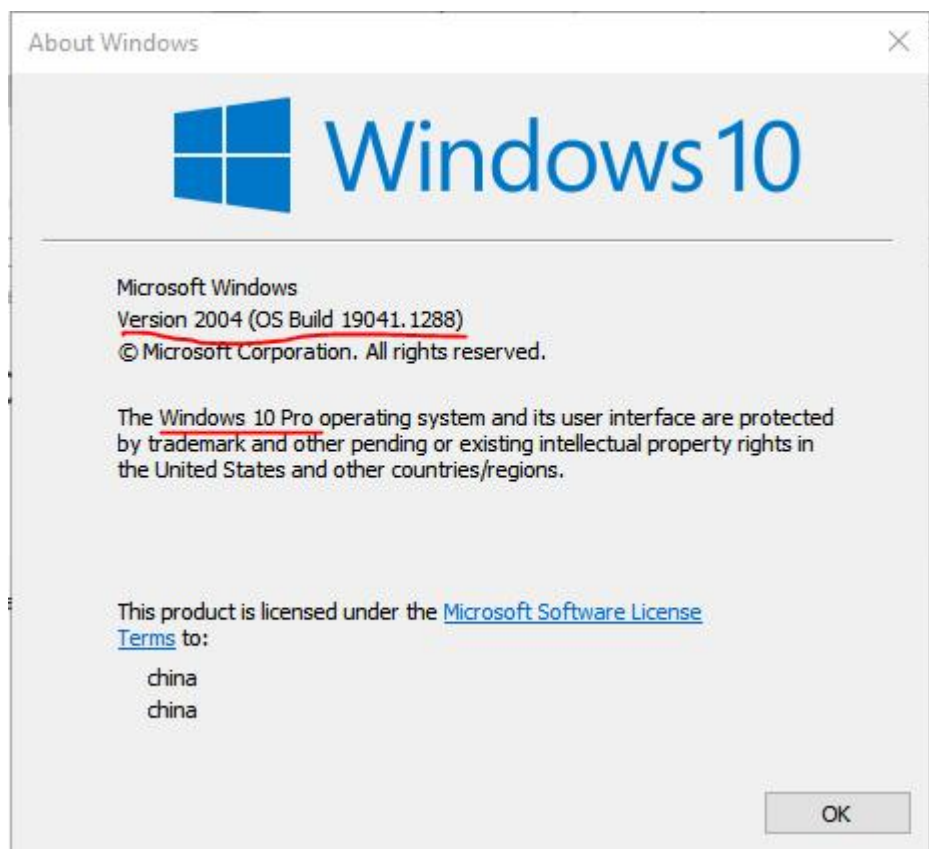 About Windows
Windows 10
Microsoft Windows
Version 2004 (OS Build 19041.1288)
© Microsoft Corporation. All rights reserved.
The Windows 10 Pro operating system and its user interface are protected
by trademark and other pending or existing intellectual property rights in
the United States and other countries/regions.
This product is licensed under the Microsoft Software License
Terms to:
china
china
OK